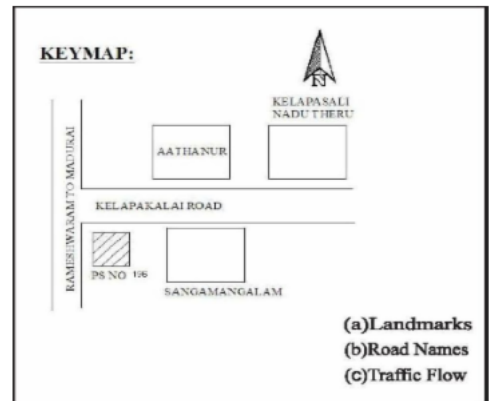 KEYMAP:
N
KELAPASALI
NADU THERU
AATHANUR
RAMESHWARAM TO MADURAI
KELAPAKALAI ROAD
PS NO 196
SANGAMANGALAM
(a)Landmarks
(b)Road Names
(c)Traffic Flow